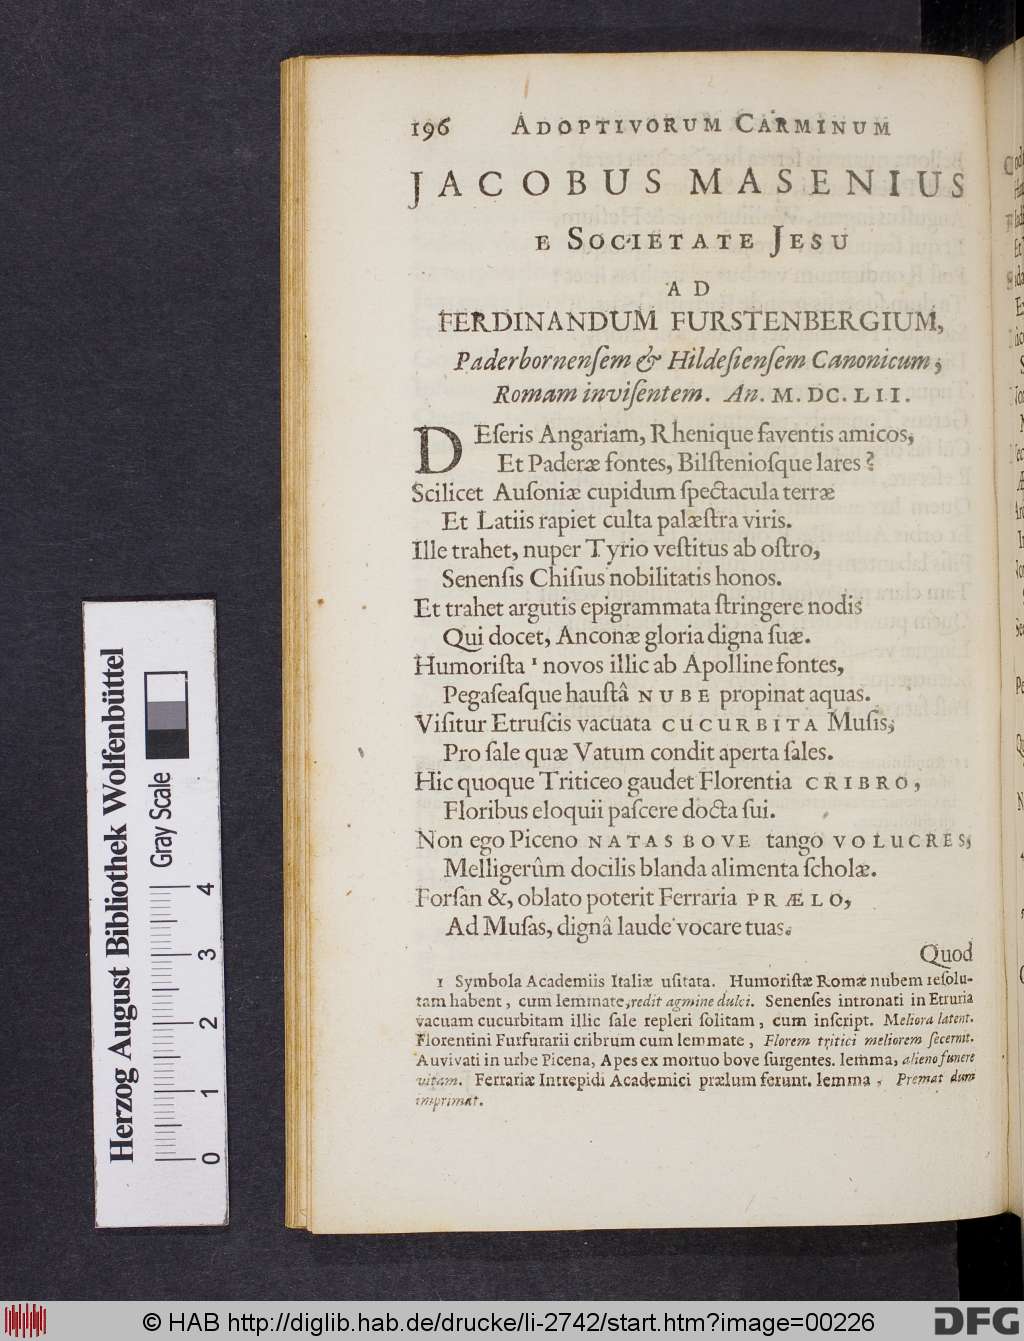 196 ADOPTIVORUM CARMINUM
JACOBUS MASENIUS
E SOCIETATE JESU
AD
FERDINANDUM FURSTENBERGIUM,
Paderbornenſem & Hildeſienſem Canonicum,
Romam inviſentem. An. M. DC. LII.
DEſeris Angariam, Rhenique faventis amicos,
Et Paderæ fontes, Bilſtenioſque lares?
Scilicet Auſoniæ cupidum ſpectacula terræ
Et Latiis rapiet culta palæſtra viris.
Ille trahet, nuper Tyrio veſtitus ab oſtro,
Senenſis Chiſius nobilitatis honos.
Et trahet argutis epigrammata ſtringere nodis
Qui docet, Anconæ gloria digna ſuæ.
Humoriſta ¹ novos illic ab Apolline fontes,
Pegaſeaſque hauſtâ NUBE propinat aquas.
Viſitur Etruſcis vacuata CUCURBITA Muſis,
Pro ſale quæ Vatum condit aperta ſales.
Hic quoque Triticeo gaudet Florentia CRIBRO,
Floribus eloquii paſcere docta ſui.
Non ego Piceno NATAS BOVE tango VOLUCRES,
Melligerûm docilis blanda alimenta ſcholæ.
Forſan &, oblato poterit Ferraria PRÆLO,
Ad Muſas, dignâ laude vocare tuas.
Quod
1 Symbola Academiis Italiæ uſitata. Humoriſtæ Romæ nubem reſolu-
tam habent, cum lemmate, redit agmine dulci. Senenſes intronati in Etruria
vacuam cucurbitam illic ſale repleri ſolitam, cum inſcript. Meliora latent.
Florentini Furfurarii cribrum cum lemmate, Florem tritici meliorem ſecernit.
Auvivati in urbe Picena, Apes ex mortuo bove ſurgentes. lemma, alieno funere
vitam. Ferrariæ Intrepidi Academici prælum ferunt. lemma, Premat dum
imprimat.
Herzog August Bibliothek Wolfenbüttel
Gray Scale
0 1 2 3 4
© HAB http://diglib.hab.de/drucke/li-2742/start.htm?image=00226
diglib
DFG